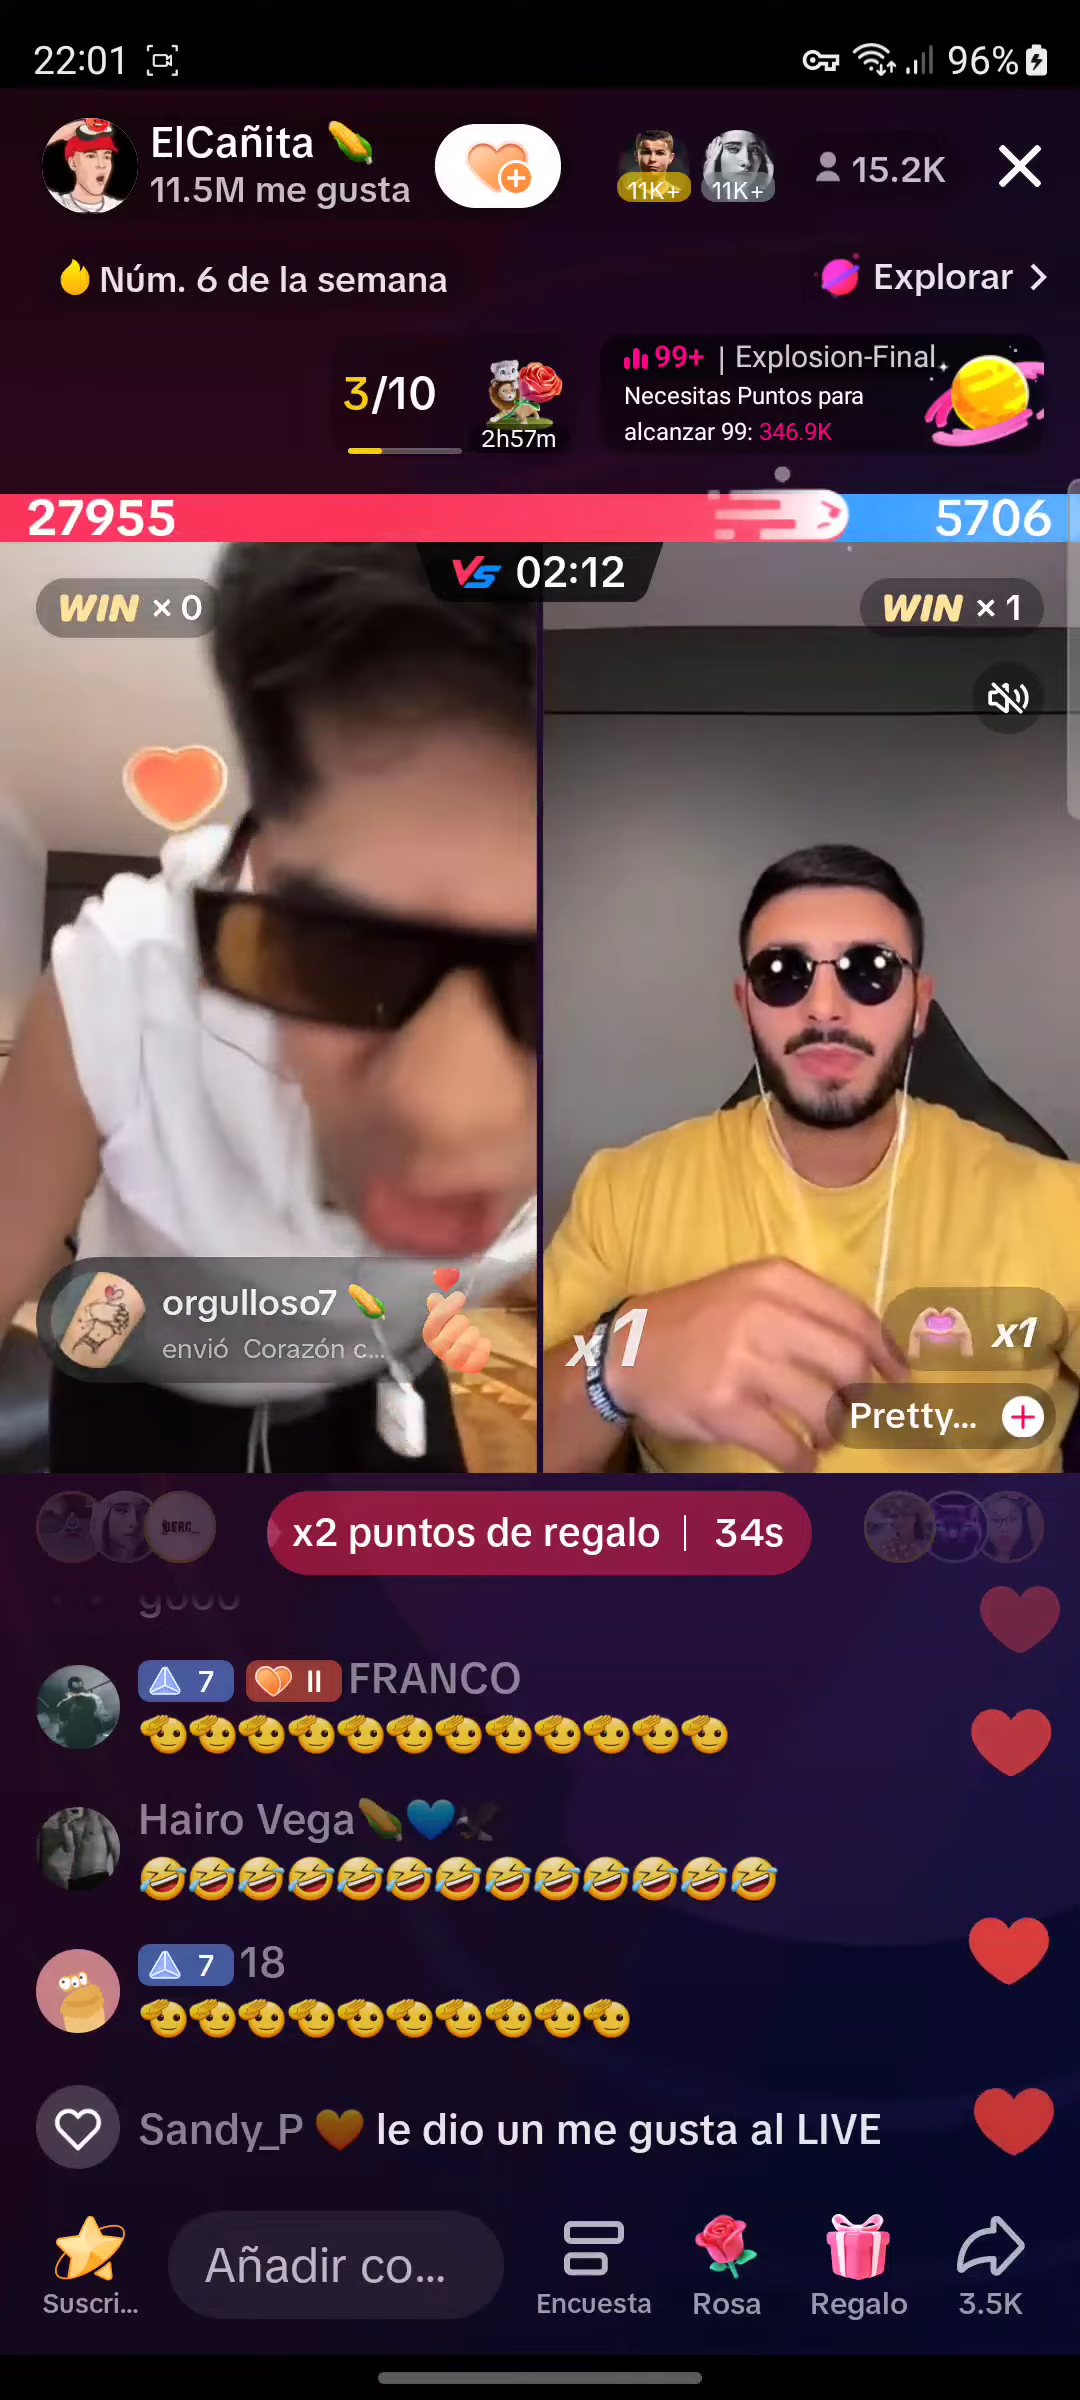 22:01
96%
ElCañita 🌽
11.5M me gusta
11K+
11K+
15.2K
Núm. 6 de la semana
Explorar >
3/10
2h57m
99+ | Explosion-Final
Necesitas Puntos para
alcanzar 99: 346.9K
27955
5706
VS 02:12
WIN × 0
WIN × 1
orgulloso7 🌽
envió Corazón c...
x1
x1
Pretty...
x2 puntos de regalo | 34s
gooo
7 II FRANCO
🫡🫡🫡🫡🫡🫡🫡🫡🫡🫡🫡🫡
Hairo Vega🌽💙🦅
🤣🤣🤣🤣🤣🤣🤣🤣🤣🤣🤣🤣🤣
7 18
🫡🫡🫡🫡🫡🫡🫡🫡🫡🫡
Sandy_P 🧡 le dio un me gusta al LIVE
Añadir co...
Suscri...
Encuesta
Rosa
Regalo
3.5K